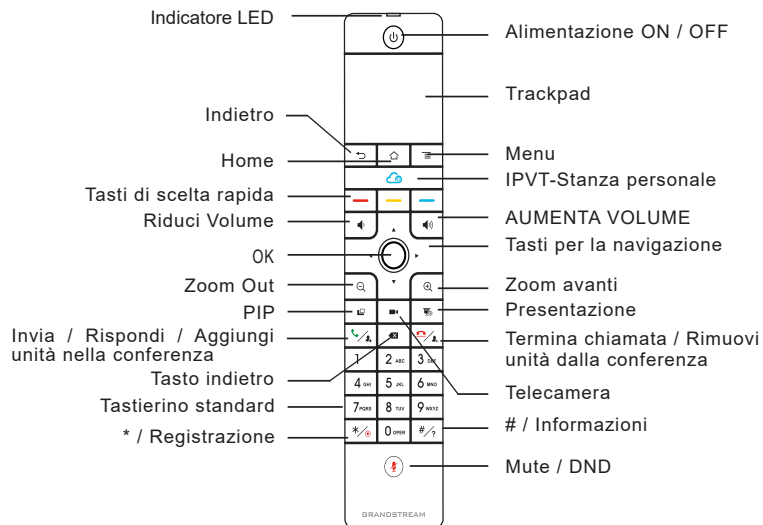 Indicatore LED
Alimentazione ON / OFF
Trackpad
Indietro
Home
Menu
IPVT-Stanza personale
Tasti di scelta rapida
Riduci Volume
AUMENTA VOLUME
OK
Tasti per la navigazione
Zoom Out
Zoom avanti
PIP
Presentazione
Invia / Rispondi / Aggiungi
unità nella conferenza
Termina chiamata / Rimuovi
unità dalla conferenza
Tasto indietro
Telecamera
Tastierino standard
* / Registrazione
# / Informazioni
Mute / DND
1
2 ABC
3 DEF
4 GHI
5 JKL
6 MNO
7 PQRS
8 TUV
9 WXYZ
*/
0 OPER
#/?
GRANDSTREAM